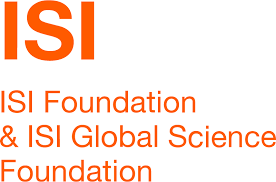 ISI
ISI Foundation
& ISI Global Science
Foundation